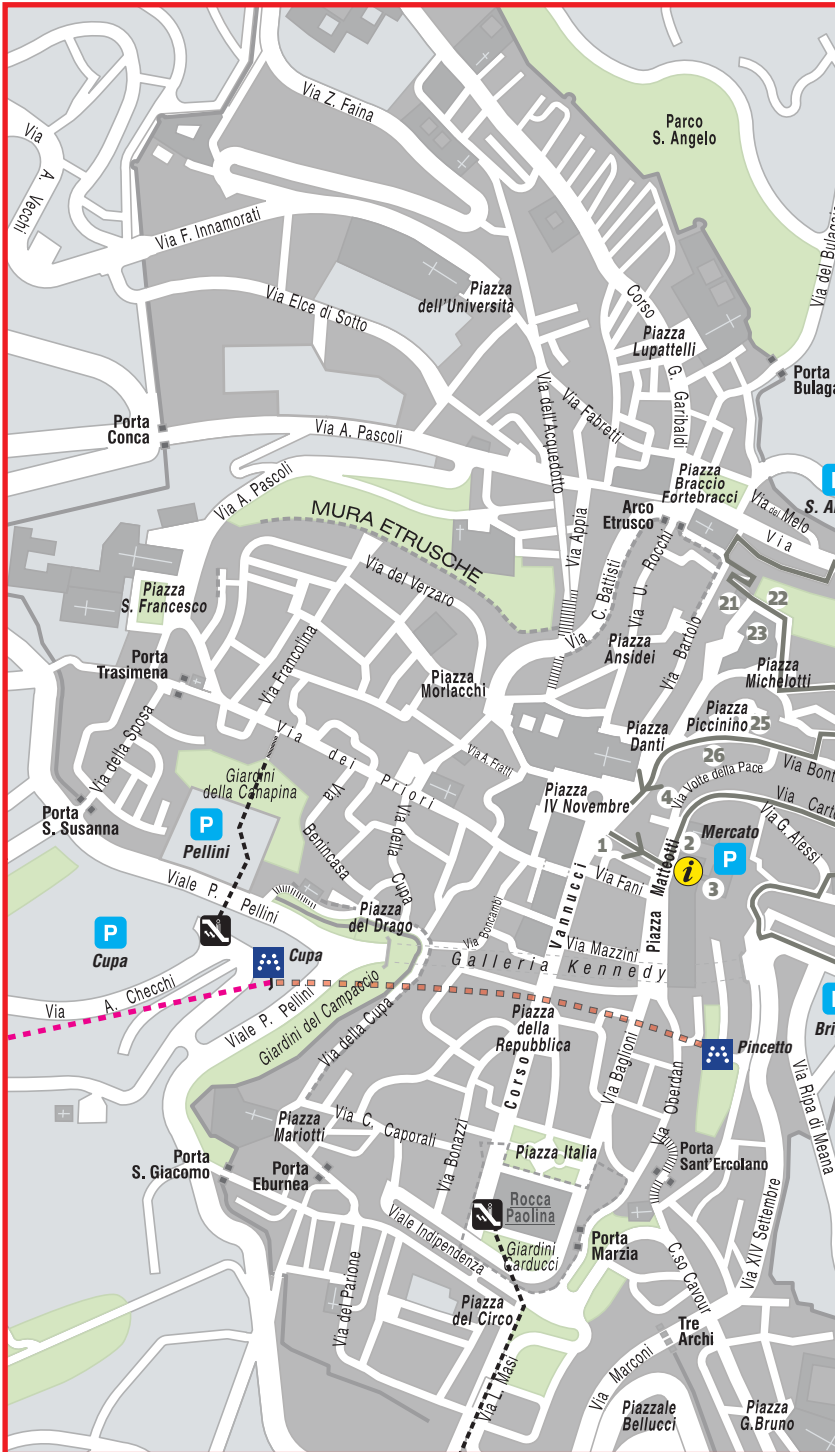 Via Z. Faina
Parco
S. Angelo
Via
A. Vecchi
Via F. Innamorati
Piazza
dell'Università
Via Elce di Sotto
Corso
G. Garibaldi
Piazza
Lupattelli
Porta
Via dell'Acquedotto
Via Fabretti
Porta
Conca
Via A. Pascoli
Via A. Pascoli
Piazza
Braccio
Fortebracci
P
Via del Melo
Via
Arco
Etrusco
MURA ETRUSCHE
Via Appia
Via C. Battisti
Via U. Rocchi
Via del Verzaro
Piazza
S. Francesco
21
22
23
Via Bartolo
Piazza
Ansidei
Piazza
Michelotti
Porta
Trasimena
Via Francolina
Piazza
Morlacchi
Piazza
Piccinino
25
Piazza
Danti
26
Via della Sposa
Via dei Priori
Via A. Fratti
Giardini
della Canapina
Via Volte della Pace
Piazza
IV Novembre
4
Porta
S. Susanna
P
Pellini
Via
Benincasa
Via della
Cupa
1
2
3
i
Mercato
P
Via G. Alessi
Via Fani
Piazza Matteotti
Viale P. Pellini
Piazza
del Drago
Via Boncambi
Corso Vannucci
Via Mazzini
Galleria Kennedy
P
Cupa
Cupa
Via A. Checchi
Viale P. Pellini
Giardini del Campaccio
Via della Cupa
Piazza
della
Repubblica
Pincetto
Via Baglioni
Via Oberdan
Via Ripa di Meana
Piazza
Mariotti
Via C. Caporali
Via Bonazzi
Piazza Italia
Porta
Sant'Ercolano
Porta
S. Giacomo
Porta
Eburnea
Rocca
Paolina
Viale Indipendenza
Giardini
Carducci
Porta
Marzia
Via XIV Settembre
C.so Cavour
Via del Parione
Piazza
del Circo
Tre
Archi
Via L. Masi
Via Marconi
Piazzale
Bellucci
Piazza
G.Bruno